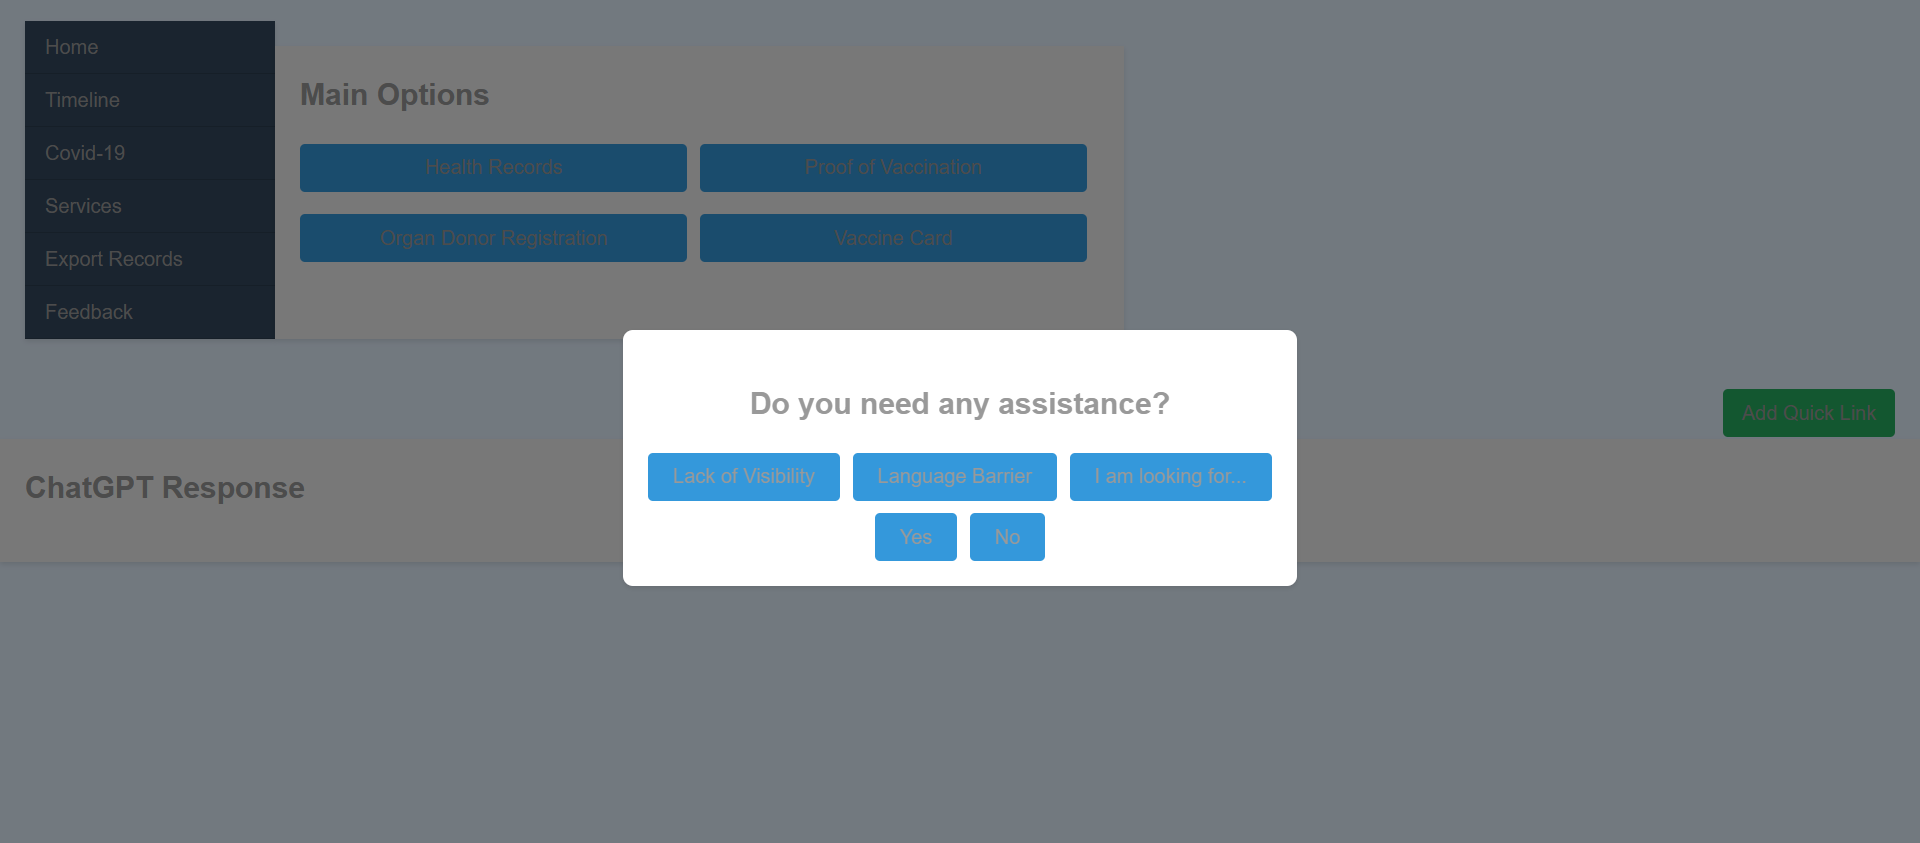 Home
Timeline
Covid-19
Services
Export Records
Feedback
Main Options
Health Records
Proof of Vaccination
Organ Donor Registration
Vaccine Card
Do you need any assistance?
Lack of Visibility
Language Barrier
I am looking for...
Yes
No
Add Quick Link
ChatGPT Response